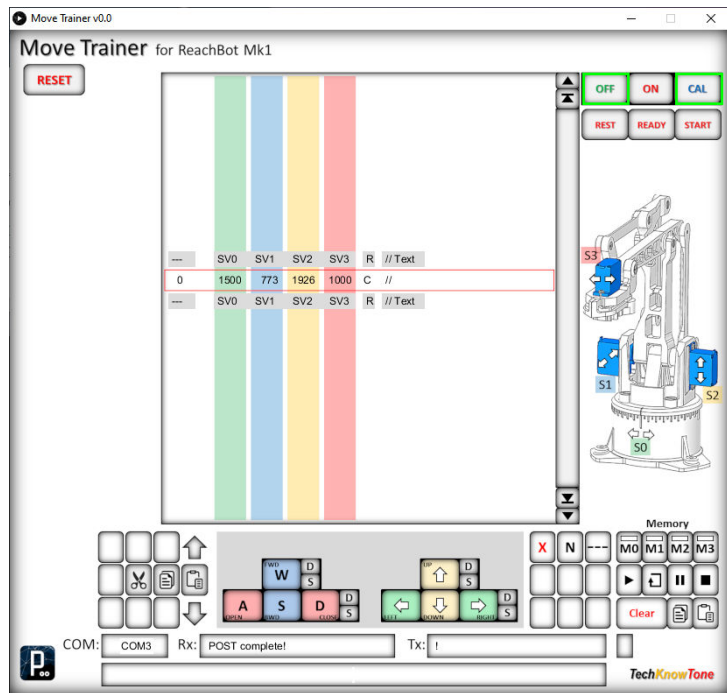 Move Trainer v0.0
Move Trainer for ReachBot Mk1
RESET
OFF ON CAL
REST READY START
--- SV0 SV1 SV2 SV3 R // Text
0 1500 773 1926 1000 C //
--- SV0 SV1 SV2 SV3 R // Text
S3
S1
S2
S0
Memory
X N --- M0 M1 M2 M3
FWD
W D
S
UP
D
S
A S D D
S
OPEN BWD CLOSE
LEFT DOWN RIGHT
D
S
Clear
COM: COM3 Rx: POST complete! Tx: !
P.
TechKnowTone